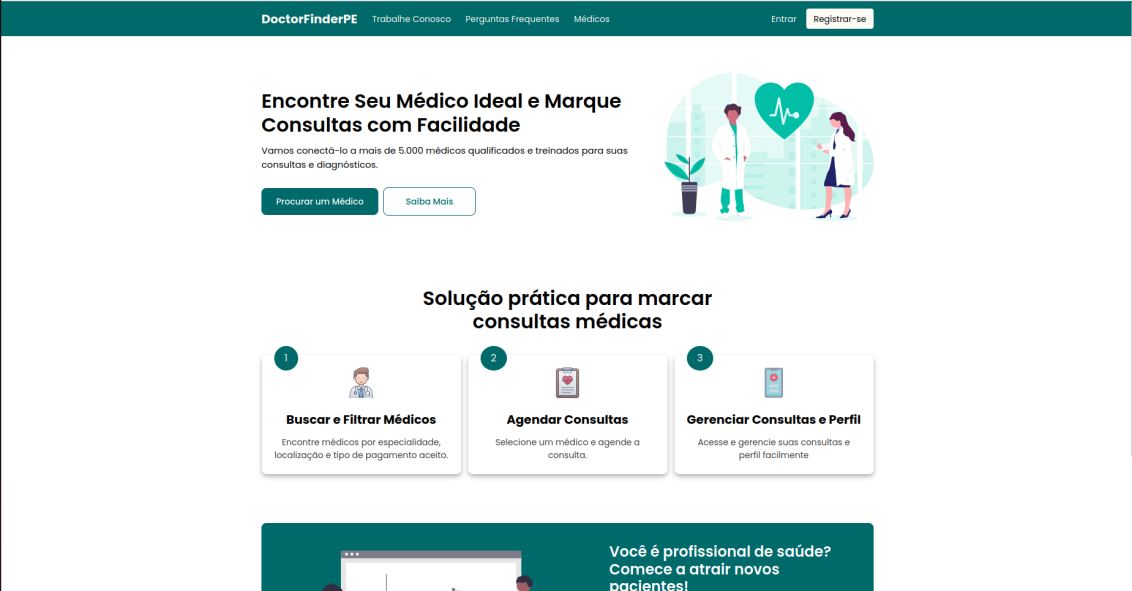 DoctorFinderPE Trabalhe Conosco Perguntas Frequentes Médicos Entrar Registrar-se
Encontre Seu Médico Ideal e Marque
Consultas com Facilidade
Vamos conectá-lo a mais de 5.000 médicos qualificados e treinados para suas
consultas e diagnósticos.
Procurar um Médico Saiba Mais
Solução prática para marcar
consultas médicas
1
Buscar e Filtrar Médicos
Encontre médicos por especialidade,
localização e tipo de pagamento aceito.
2
Agendar Consultas
Selecione um médico e agende a
consulta.
3
Gerenciar Consultas e Perfil
Acesse e gerencie suas consultas e
perfil facilmente
Você é profissional de saúde?
Comece a atrair novos
pacientes!